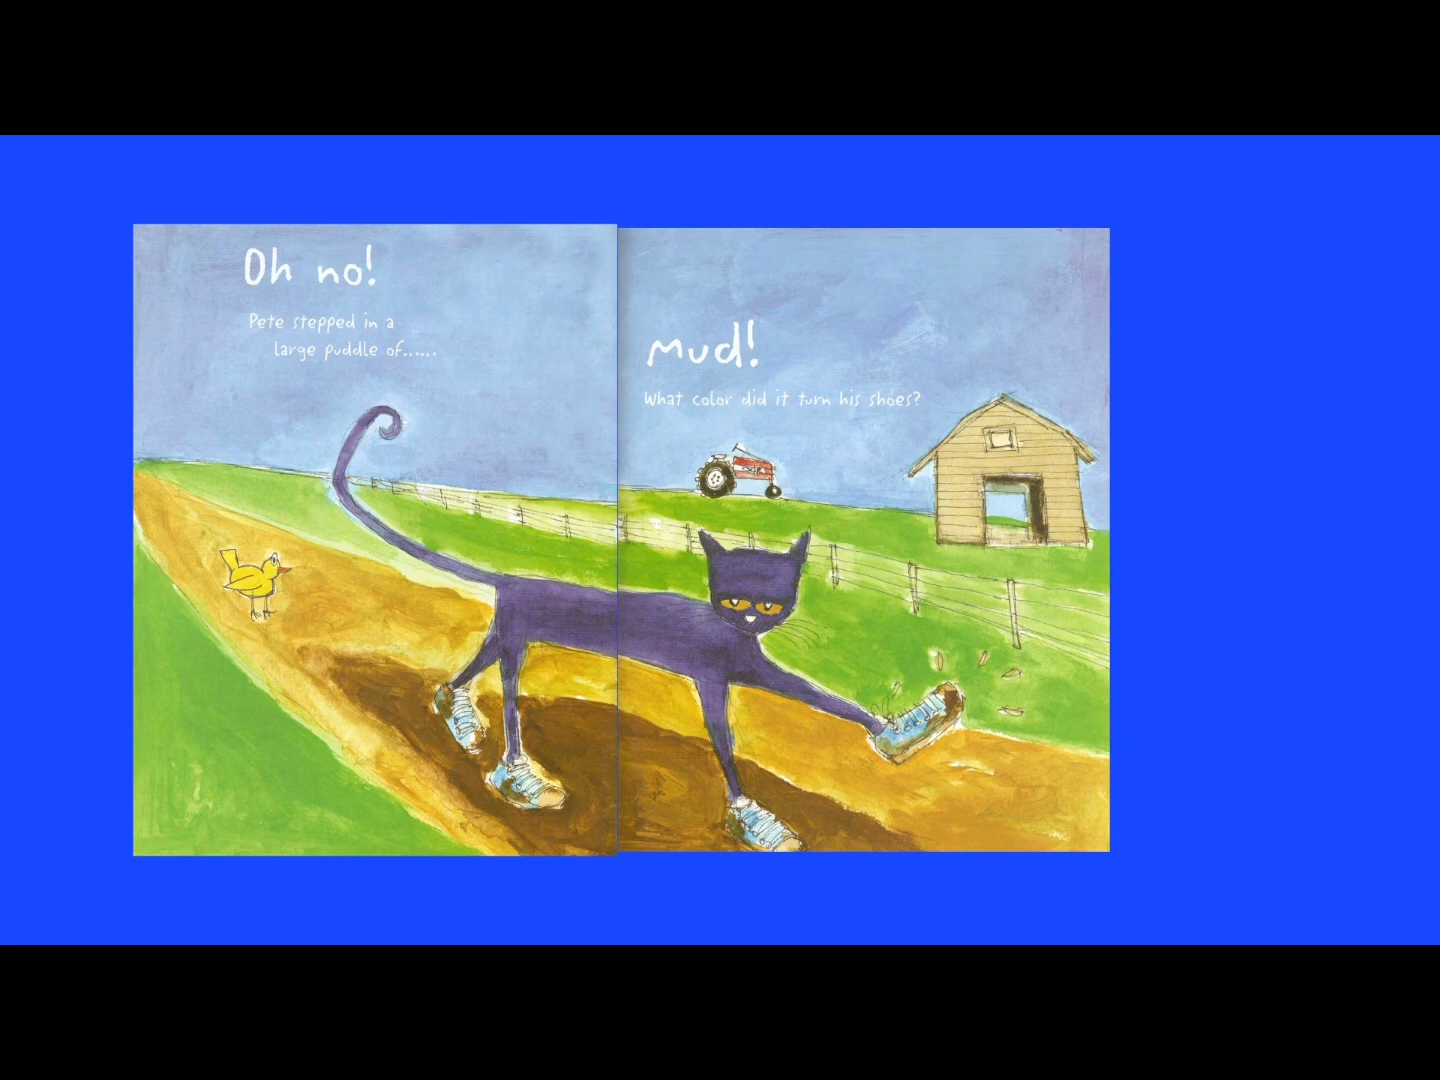 Oh no!
Pete stepped in a
large puddle of......
Mud!
What color did it turn his shoes?